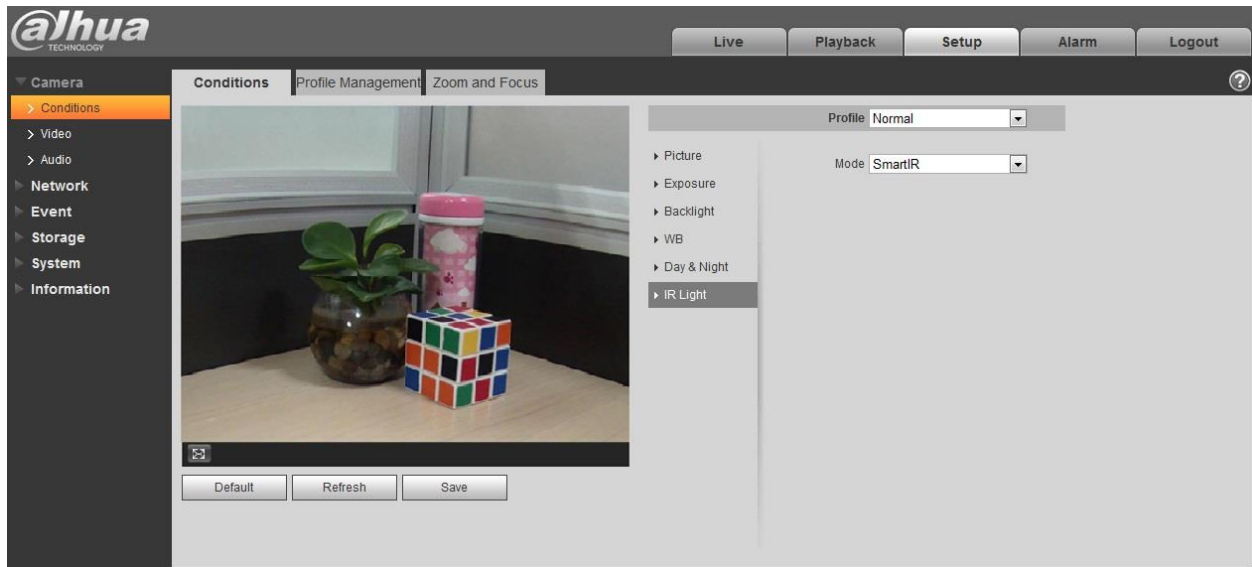 alhua
TECHNOLOGY
Live
Playback
Setup
Alarm
Logout
Camera
Conditions
Video
Audio
Network
Event
Storage
System
Information
Conditions
Profile Management
Zoom and Focus
?
Default
Refresh
Save
Profile Normal
Picture
Exposure
Backlight
WB
Day & Night
IR Light
Mode SmartIR